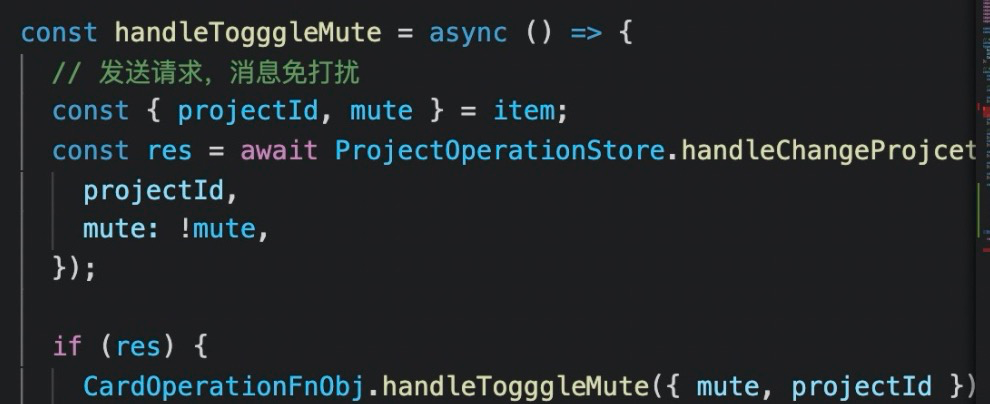 const handleTogggleMute = async () => {
// 发送请求，消息免打扰
const { projectId, mute } = item;
const res = await ProjectOperationStore.handleChangeProjcet
projectId,
mute: !mute,
});
if (res) {
CardOperationFnObj.handleTogggleMute({ mute, projectId })